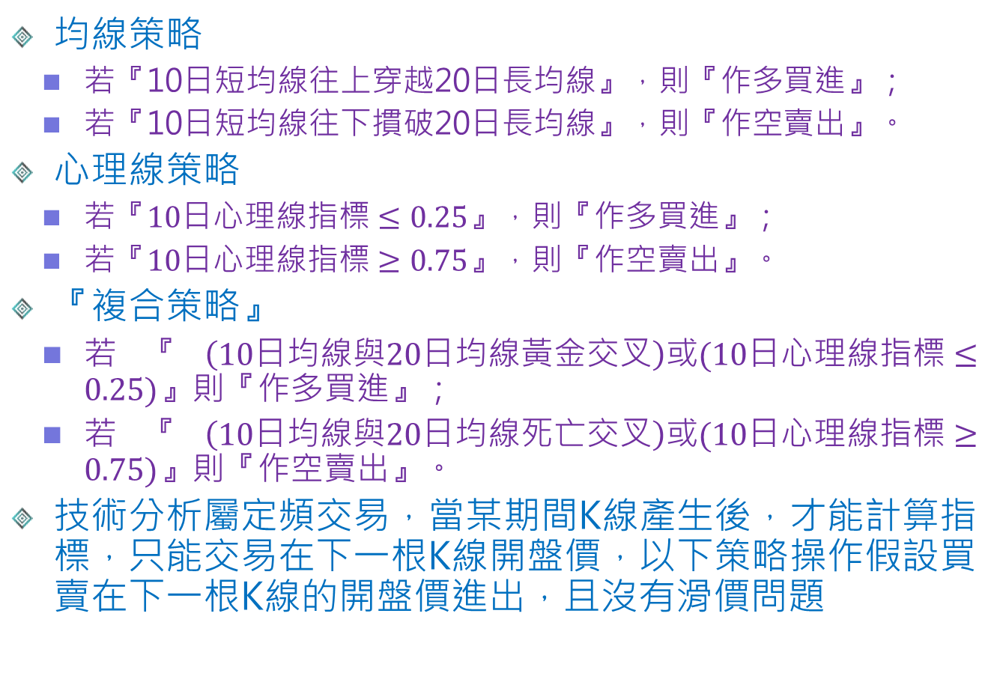 均線策略
若『10日短均線往上穿越20日長均線』，則『作多買進』；
若『10日短均線往下摜破20日長均線』，則『作空賣出』。
心理線策略
若『10日心理線指標 ≤ 0.25』，則『作多買進』；
若『10日心理線指標 ≥ 0.75』，則『作空賣出』。
『複合策略』
若『(10日均線與20日均線黃金交叉)或(10日心理線指標 ≤
0.25)』則『作多買進』；
若『(10日均線與20日均線死亡交叉)或(10日心理線指標 ≥
0.75)』則『作空賣出』。
技術分析屬定頻交易，當某期間K線產生後，才能計算指
標，只能交易在下一根K線開盤價，以下策略操作假設買
賣在下一根K線的開盤價進出，且沒有滑價問題